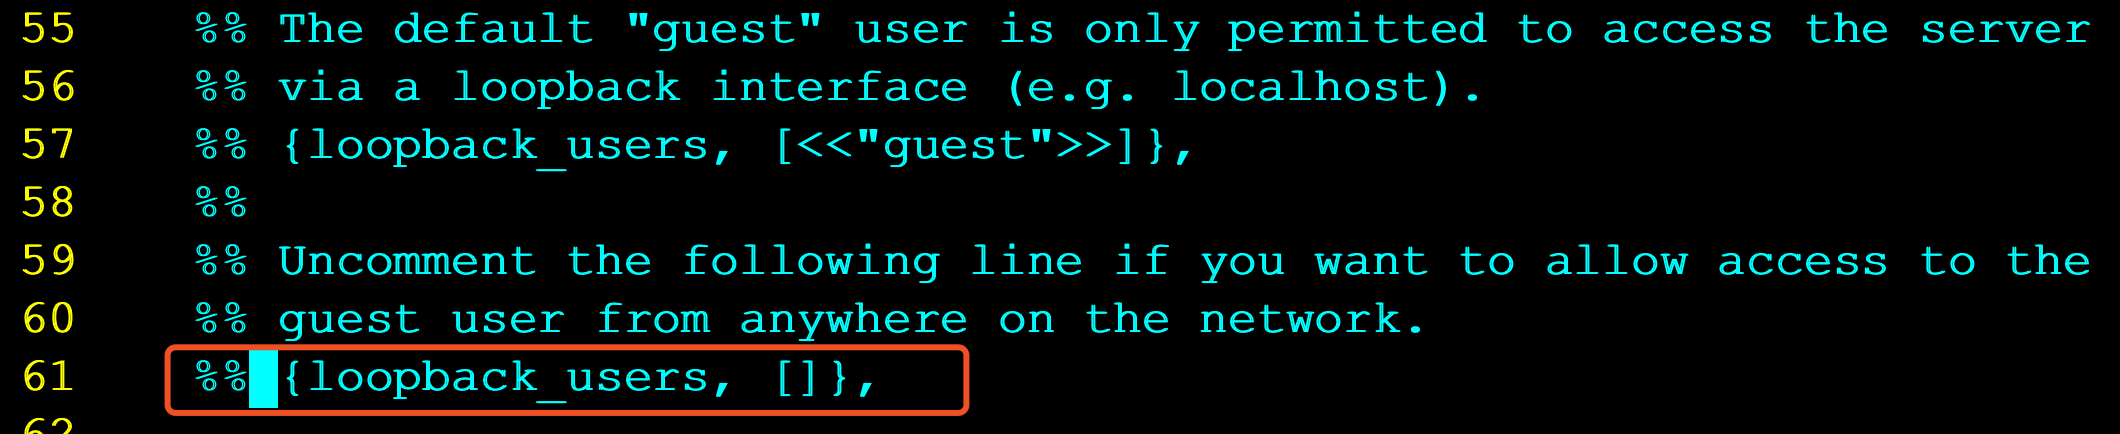 55 %% The default "guest" user is only permitted to access the server
56 %% via a loopback interface (e.g. localhost).
57 %% {loopback_users, [<<"guest">>]},
58 %%
59 %% Uncomment the following line if you want to allow access to the
60 %% guest user from anywhere on the network.
61 %% {loopback_users, []},
62